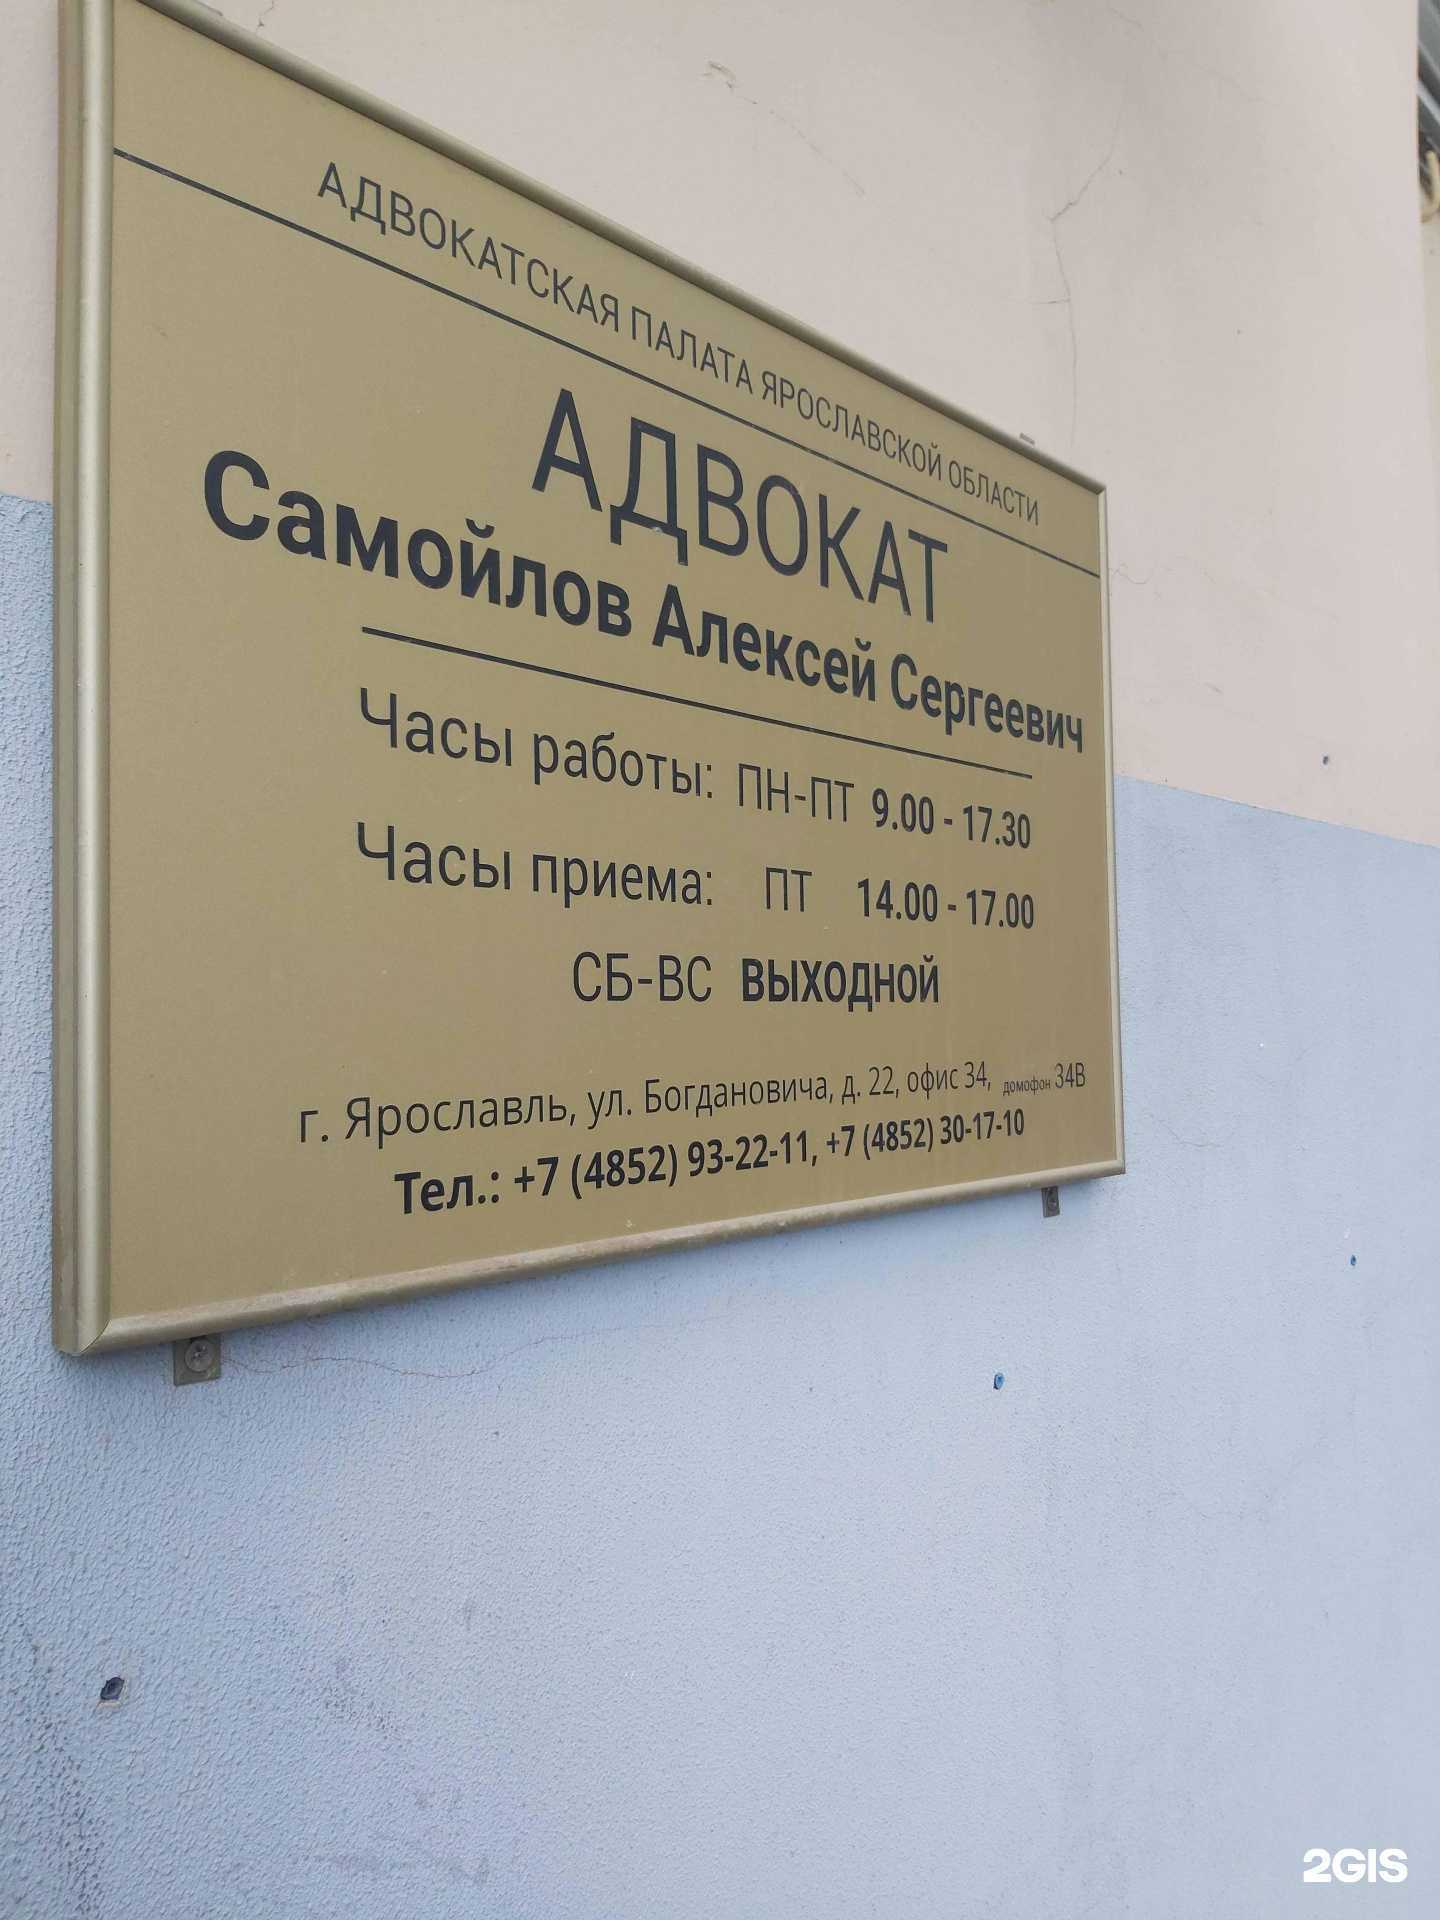 АДВОКАТСКАЯ ПАЛАТА ЯРОСЛАВСКОЙ ОБЛАСТИ
АДВОКАТ
Самойлов Алексей Сергеевич
Часы работы: ПН-ПТ 9.00 - 17.30
Часы приема: ПТ 14.00 - 17.00
СБ-ВС ВЫХОДНОЙ
г. Ярославль, ул. Богдановича, д. 22, офис 34, домофон 34В
Тел.: +7 (4852) 93-22-11, +7 (4852) 30-17-10
2GIS